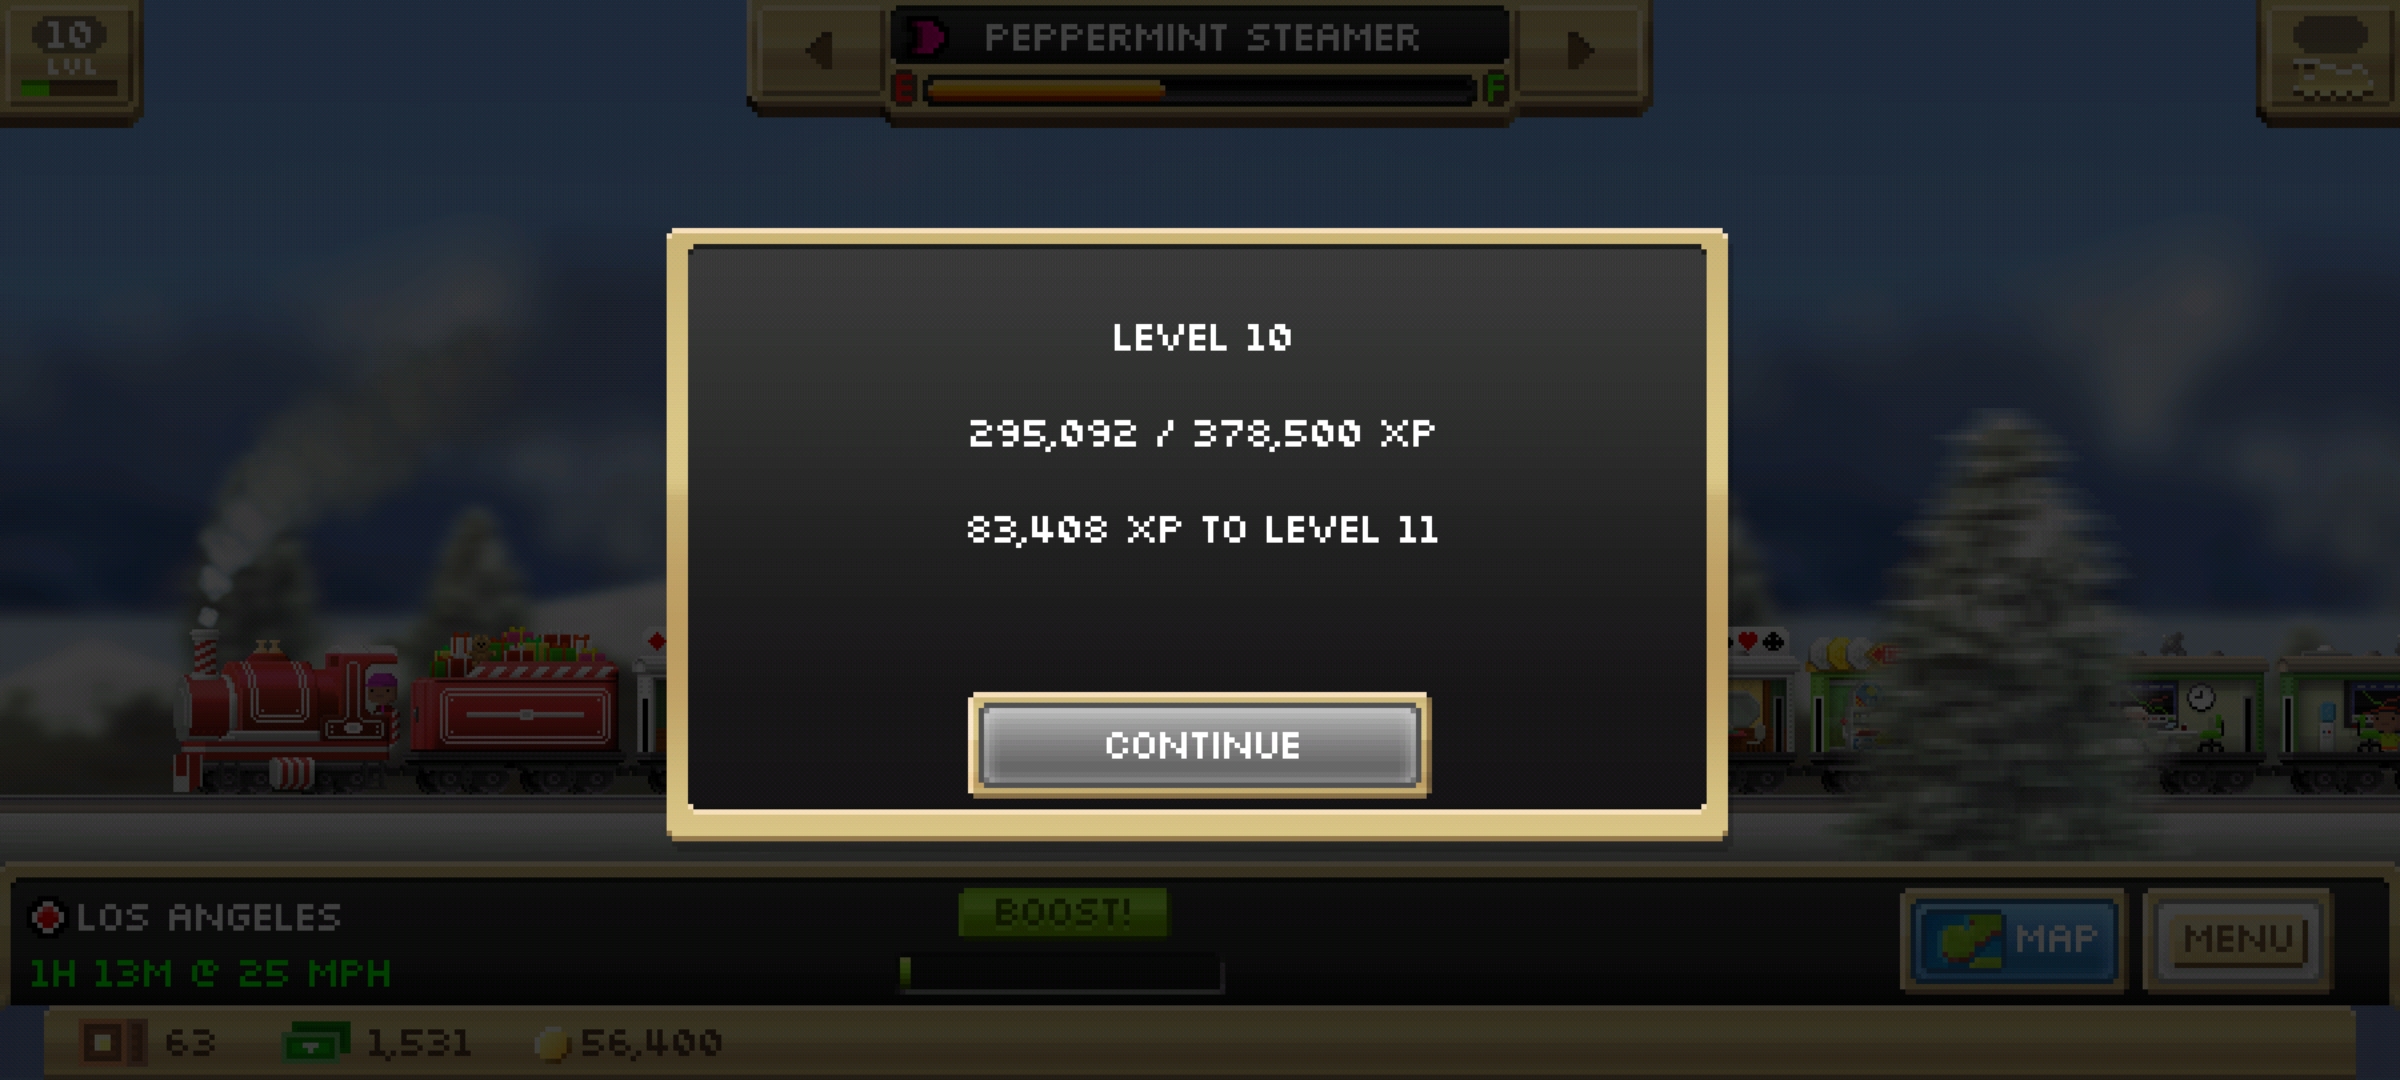 10
LVL
PEPPERMINT STEAMER
E
F
LEVEL 10
295,092 / 378,500 XP
83,408 XP TO LEVEL 11
CONTINUE
LOS ANGELES
1H 13M @ 25 MPH
BOOST!
MAP
MENU
63
1,531
56,400